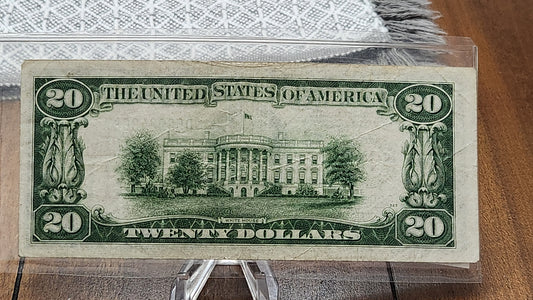 20 THE UNITED STATES OF AMERICA 20
WHITE HOUSE
20 TWENTY DOLLARS 20